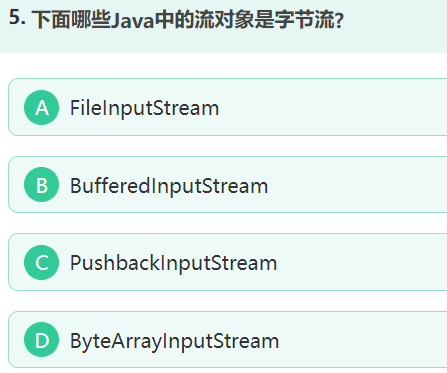 5. 下面哪些Java中的流对象是字节流?
A FileInputStream
B BufferedInputStream
C PushbackInputStream
D ByteArrayInputStream